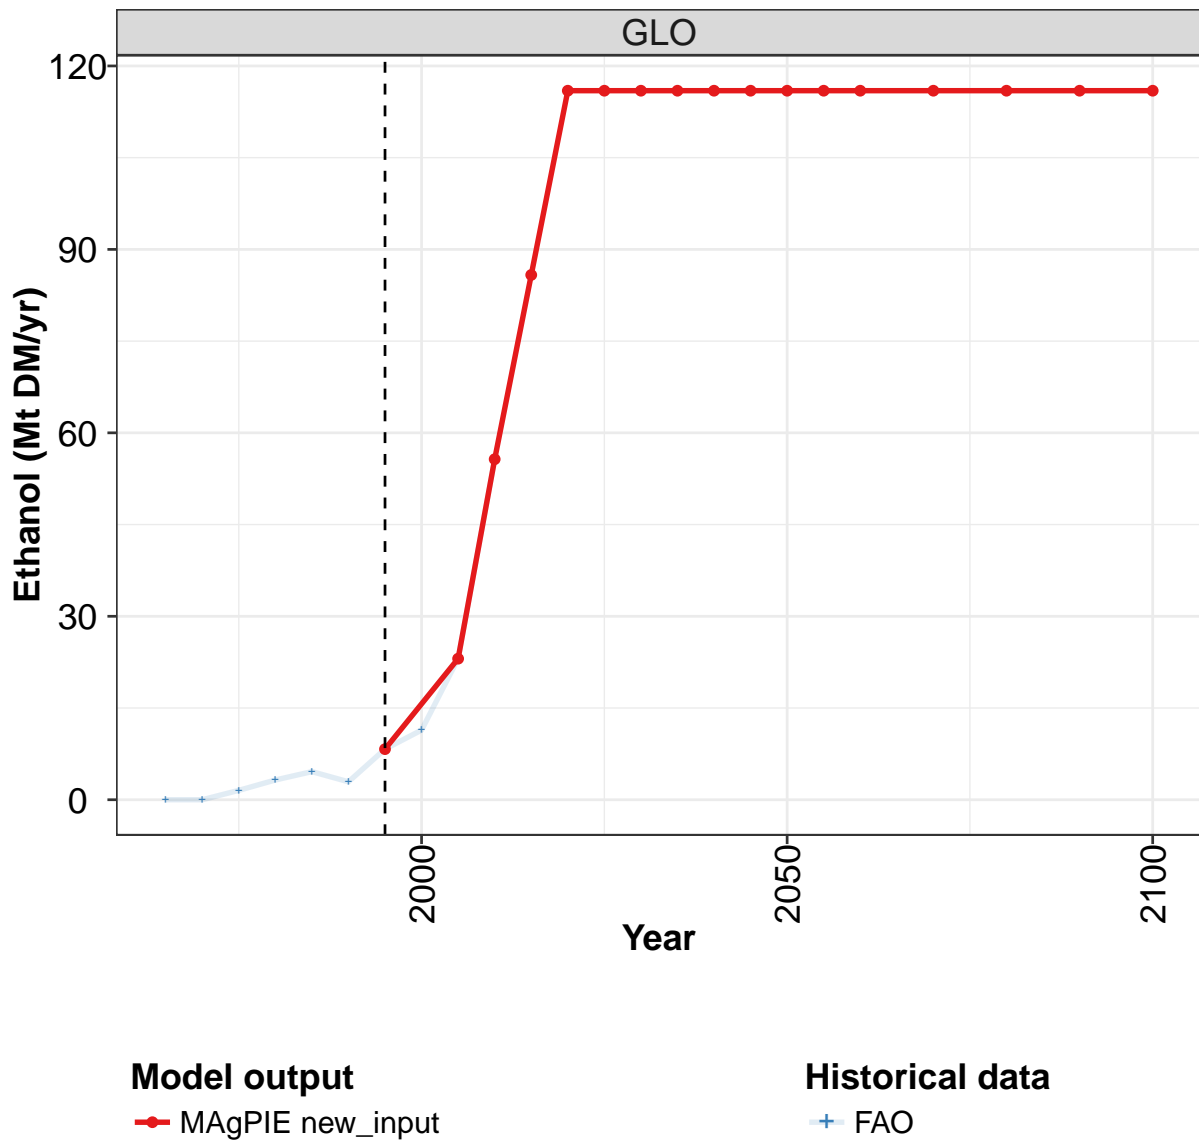 GLO
120
90
60
30
0
Ethanol (Mt DM/yr)
2000
2050
2100
Year
Model output
MAgPIE new_input
Historical data
FAO